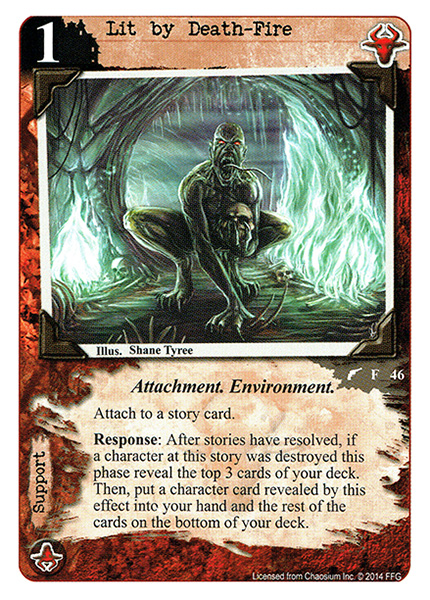 1
Lit by Death-Fire
Illus. Shane Tyree
F 46
Attachment. Environment.
Attach to a story card.
Response: After stories have resolved, if
a character at this story was destroyed this
phase reveal the top 3 cards of your deck.
Then, put a character card revealed by this
effect into your hand and the rest of the
cards on the bottom of your deck.
Support
Licensed from Chaosium Inc. © 2014 FFG